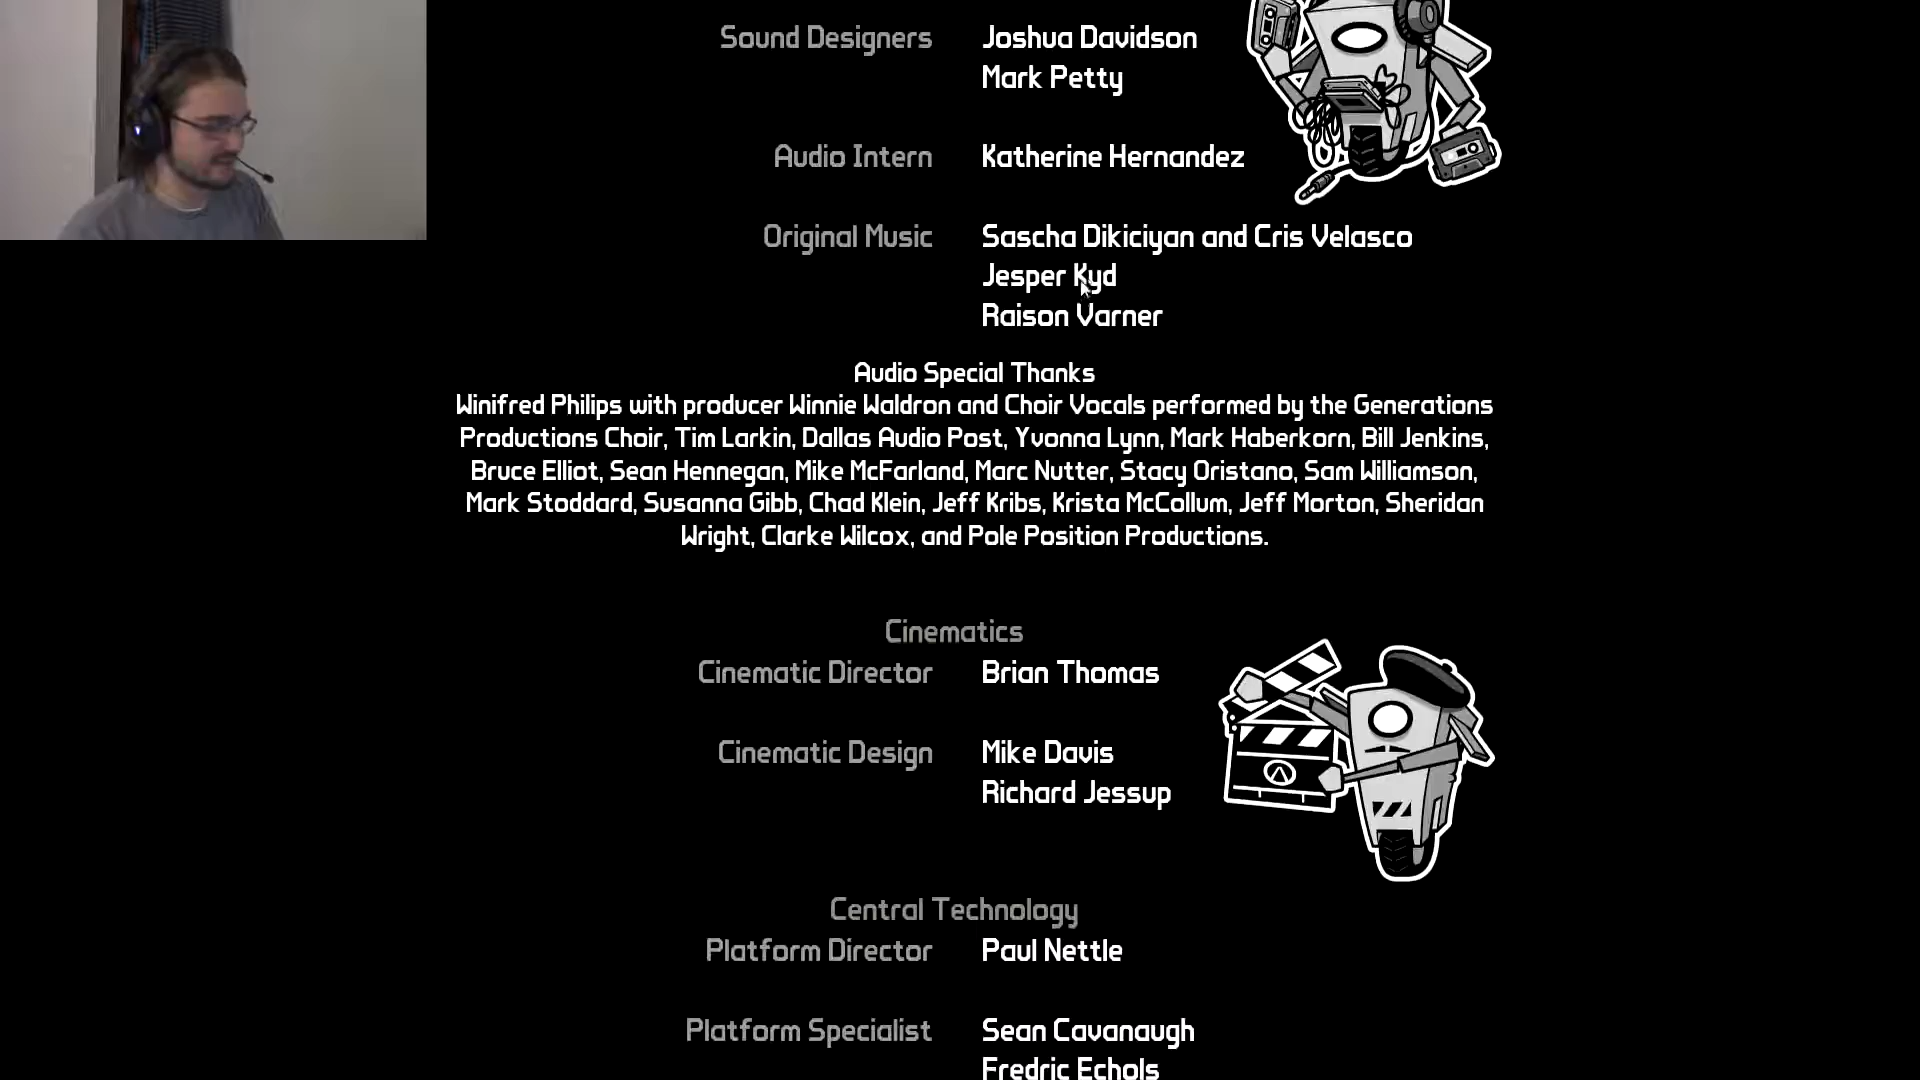 Sound Designers Joshua Davidson
Mark Petty
Audio Intern Katherine Hernandez
Original Music Sascha Dikiciyan and Cris Velasco
Jesper Kyd
Raison Varner
Audio Special Thanks
Winifred Philips with producer Winnie Waldron and Choir Vocals performed by the Generations
Productions Choir, Tim Larkin, Dallas Audio Post, Yvonna Lynn, Mark Haberkorn, Bill Jenkins,
Bruce Elliot, Sean Hennegan, Mike McFarland, Marc Nutter, Stacy Oristano, Sam Williamson,
Mark Stoddard, Susanna Gibb, Chad Klein, Jeff Kribs, Krista McCollum, Jeff Morton, Sheridan
Wright, Clarke Wilcox, and Pole Position Productions.
Cinematics
Cinematic Director Brian Thomas
Cinematic Design Mike Davis
Richard Jessup
Central Technology
Platform Director Paul Nettle
Platform Specialist Sean Cavanaugh
Fredric Echols